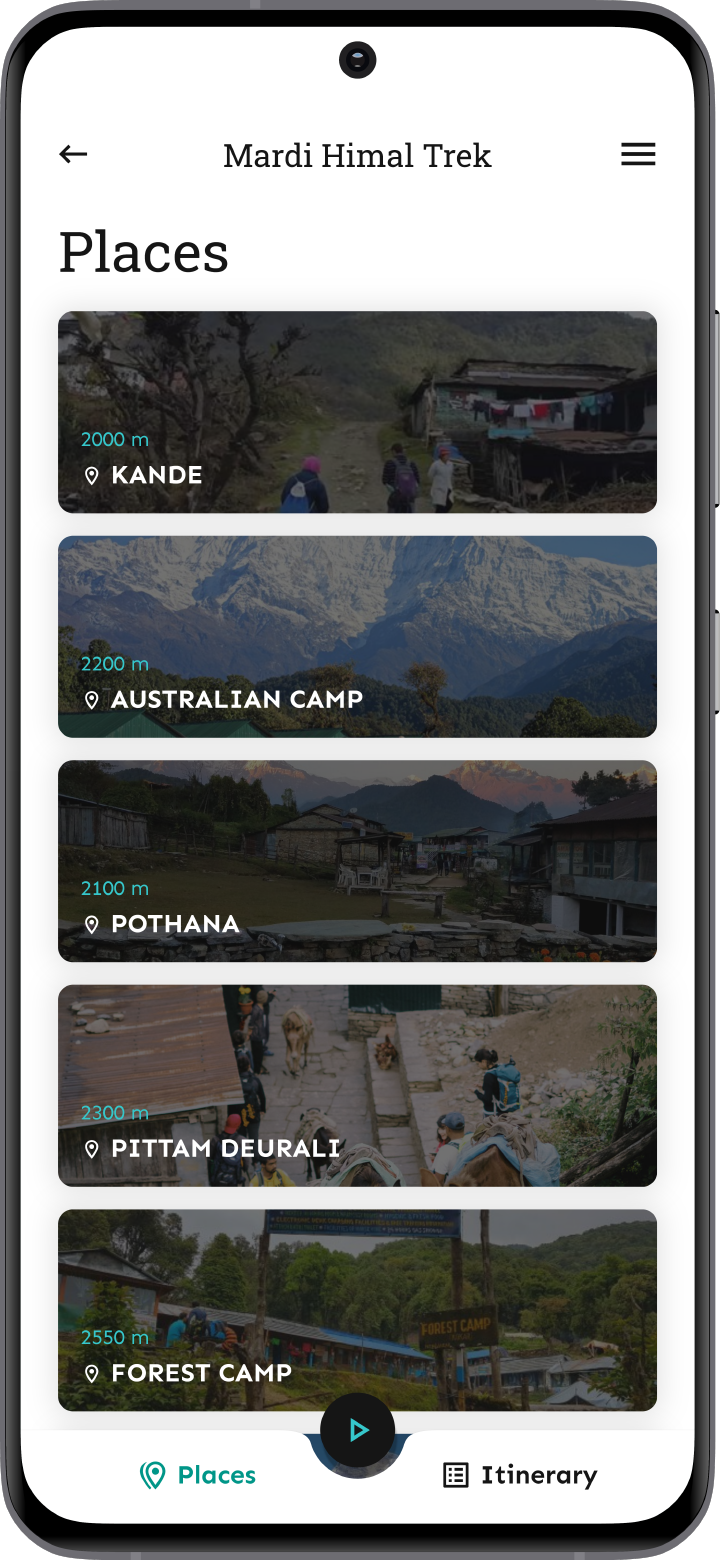 Mardi Himal Trek
Places
2000 m
KANDE
2200 m
AUSTRALIAN CAMP
2100 m
POTHANA
2300 m
PITTAM DEURALI
FOREST CAMP
2550 m
FOREST CAMP
Places
Itinerary